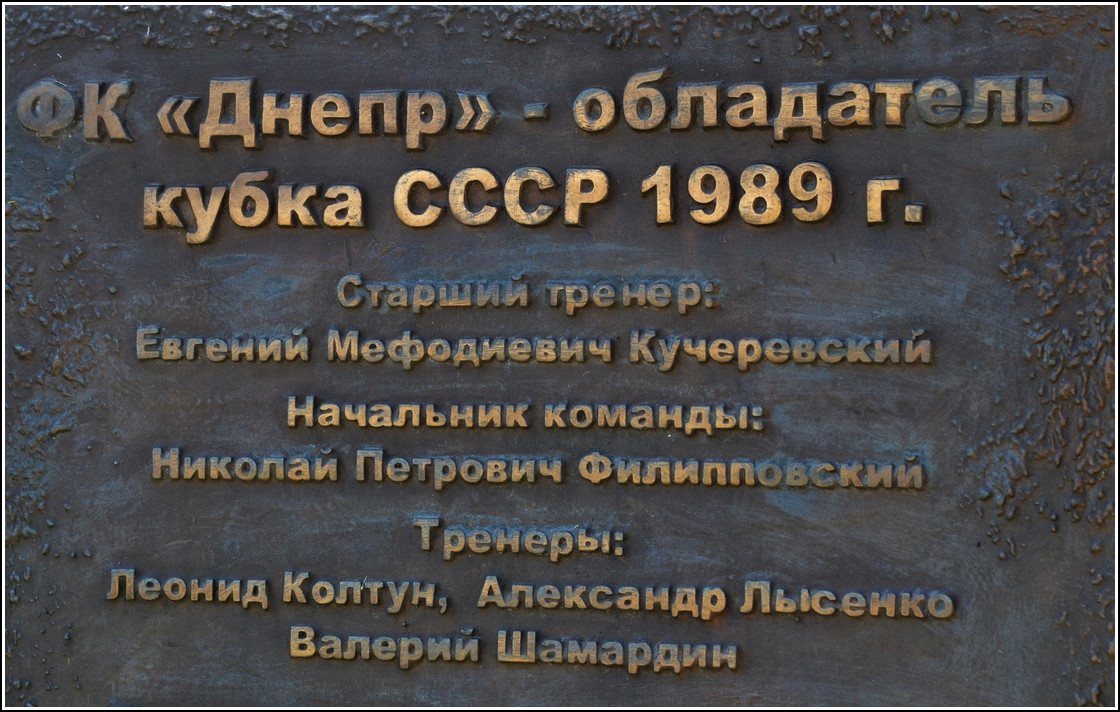 ФК «Днепр» - обладатель
кубка СССР 1989 г.
Старший тренер:
Евгений Мефодиевич Кучеревский
Начальник команды:
Николай Петрович Филипповский
Тренеры:
Леонид Колтун, Александр Лысенко
Валерий Шамардин